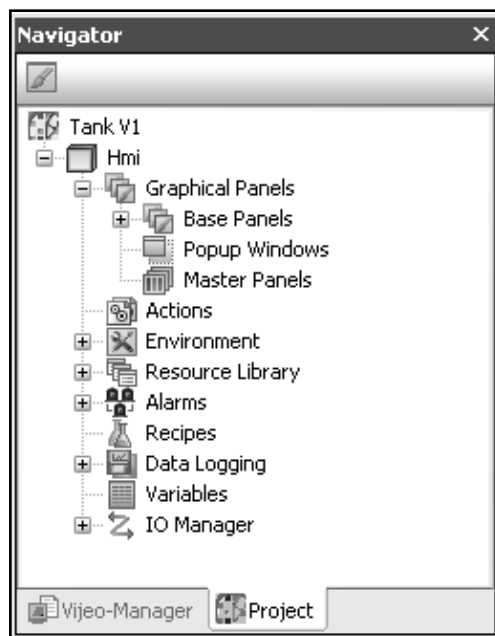 Navigator
Tank V1
Hmi
Graphical Panels
Base Panels
Popup Windows
Master Panels
Actions
Environment
Resource Library
Alarms
Recipes
Data Logging
Variables
IO Manager
Vijeo-Manager
Project